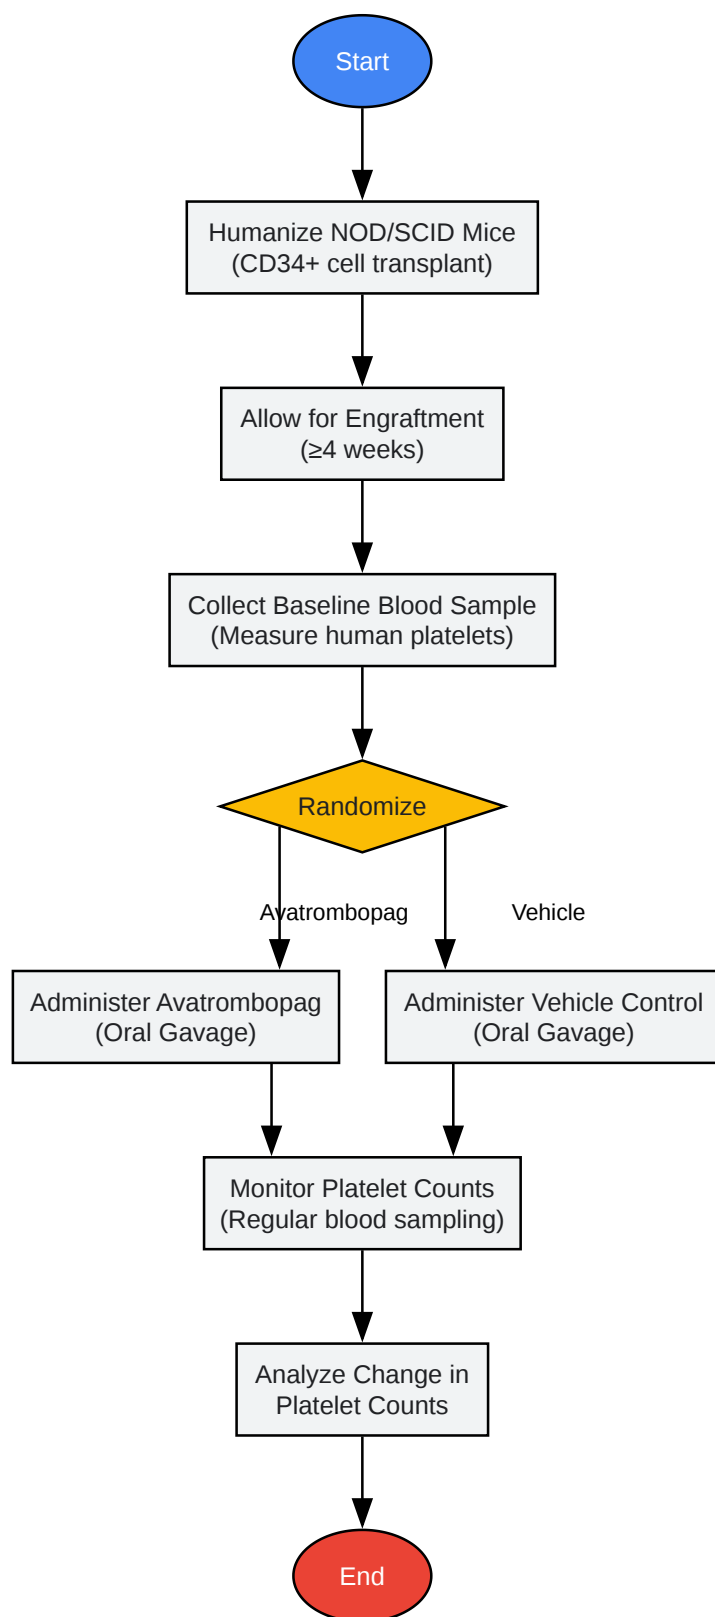 Start
Humanize NOD/SCID Mice
(CD34+ cell transplant)
Allow for Engraftment
(≥4 weeks)
Collect Baseline Blood Sample
(Measure human platelets)
Randomize
Avatrombopag
Vehicle
Administer Avatrombopag
(Oral Gavage)
Administer Vehicle Control
(Oral Gavage)
Monitor Platelet Counts
(Regular blood sampling)
Analyze Change in
Platelet Counts
End